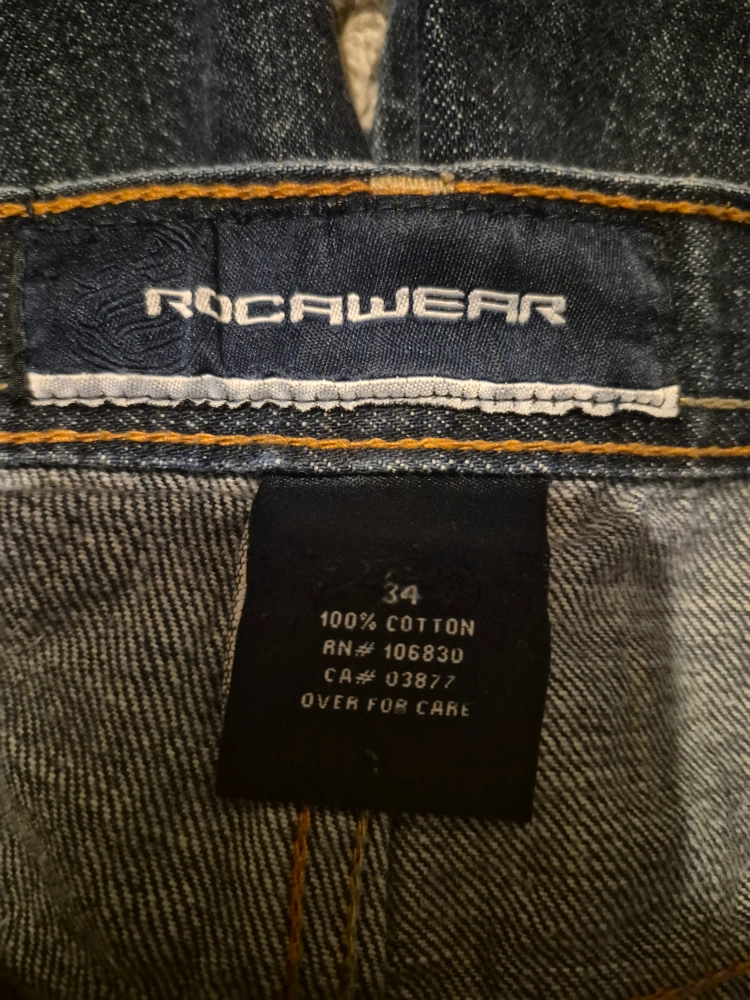 ROCAWEAR
34
100% COTTON
RN# 106830
CA# 03877
OVER FOR CARE